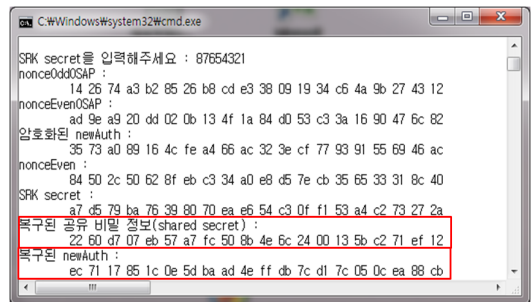 C:\Windows\system32\cmd.exe
SRK secret을 입력해주세요 : 87654321
nonceOddOSAP :
14 26 74 a3 b2 85 26 b8 cd e3 38 09 19 34 c6 4a 9b 27 43 12
nonceEvenOSAP :
ad 9e a9 20 dd 02 0b 13 4f 1a 84 d0 53 c3 3a 16 90 47 6c 82
암호화된 newAuth :
35 73 a0 89 16 4c fe a4 66 ac 32 3e cf 77 93 91 55 69 46 ac
nonceEven :
84 50 2c 50 62 8f eb c3 34 a0 e8 d5 7e cb 35 65 33 31 8c 40
SRK secret :
a7 d5 79 ba 76 39 80 70 ea e6 54 c3 0f f1 53 a4 c2 73 27 2a
복구된 공유 비밀 정보(shared secret) :
22 60 d7 07 eb 57 a7 fc 50 8b 4e 6c 24 00 13 5b c2 71 ef 12
복구된 newAuth :
ec 71 17 85 1c 0e 5d ba ad 4e ff db 7c d1 7c 05 0c ea 88 cb